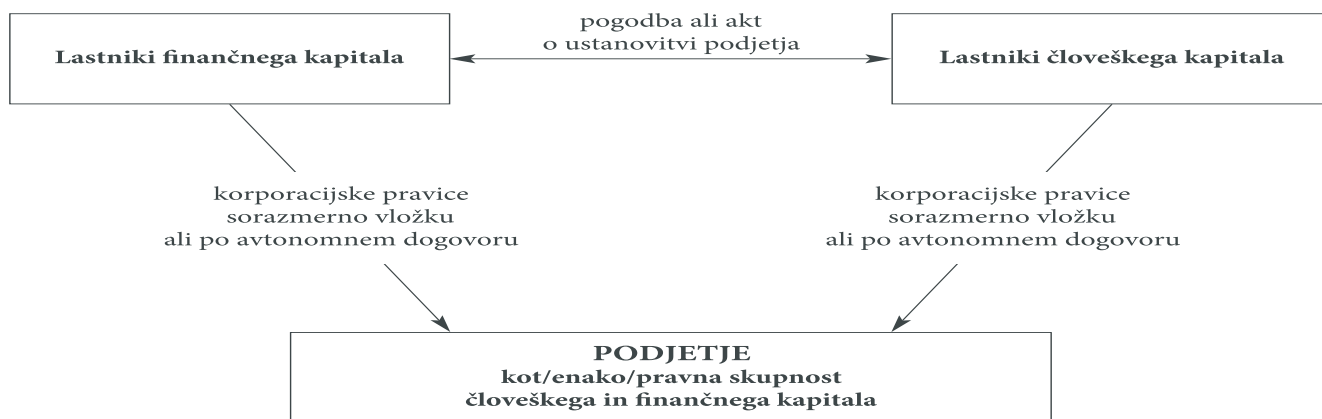 pogodba ali akt
o ustanovitvi podjetja
Lastniki finančnega kapitala
Lastniki človeškega kapitala
korporacijske pravice
sorazmerno vložku
ali po avtonomnem dogovoru
korporacijske pravice
sorazmerno vložku
ali po avtonomnem dogovoru
PODJETJE
kot/enako/pravna skupnost
človeškega in finančnega kapitala